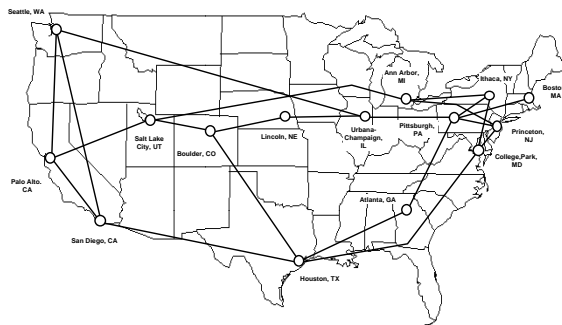 Seattle, WA
Ann Arbor,
MI
Ithaca, NY
Boston
MA
Salt Lake
City, UT
Boulder, CO
Lincoln, NE
Urbana-
Champaign,
IL
Pittsburgh,
PA
Princeton,
NJ
College,Park,
MD
Palo Alto.
CA
Atlanta, GA
San Diego, CA
Houston, TX